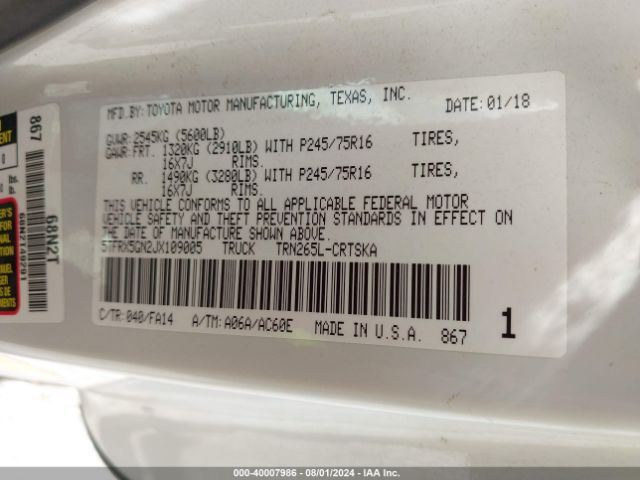 MFD.BY: TOYOTA MOTOR MANUFACTURING, TEXAS, INC. DATE: 01/18
GVWR: 2545KG (5600LB)
GAWR: FRT. 1320KG (2910LB) WITH P245/75R16 TIRES,
16X7J RIMS.
RR. 1490KG (3280LB) WITH P245/75R16 TIRES,
16X7J RIMS.
THIS VEHICLE CONFORMS TO ALL APPLICABLE FEDERAL MOTOR
VEHICLE SAFETY AND THEFT PREVENTION STANDARDS IN EFFECT ON
THE DATE OF MANUFACTURE SHOWN ABOVE.
5TFRX5GN2JX109005 TRUCK TRN265L-CRTSKA
C/TR: 040/FA14 A/TM: A06A/AC60E MADE IN U.S.A. 867 1
867
68N2T
000-40007986 - 08/01/2024 - IAA Inc.